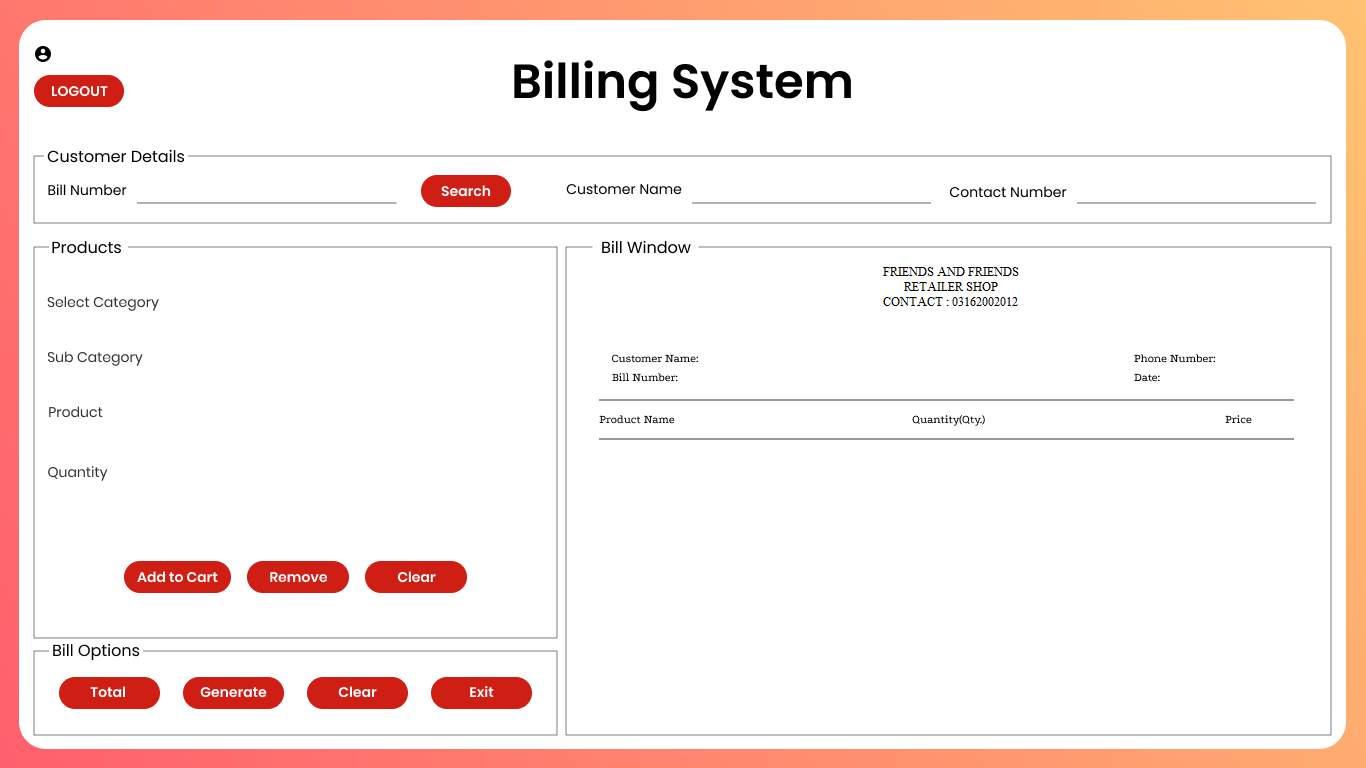 LOGOUT
Billing System
Customer Details
Bill Number
Search
Customer Name
Contact Number
Products
Select Category
Sub Category
Product
Quantity
Add to Cart Remove Clear
Bill Options
Total Generate Clear Exit
Bill Window
FRIENDS AND FRIENDS
RETAILER SHOP
CONTACT : 03162002012
Customer Name: Phone Number:
Bill Number: Date:
Product Name Quantity(Qty.) Price